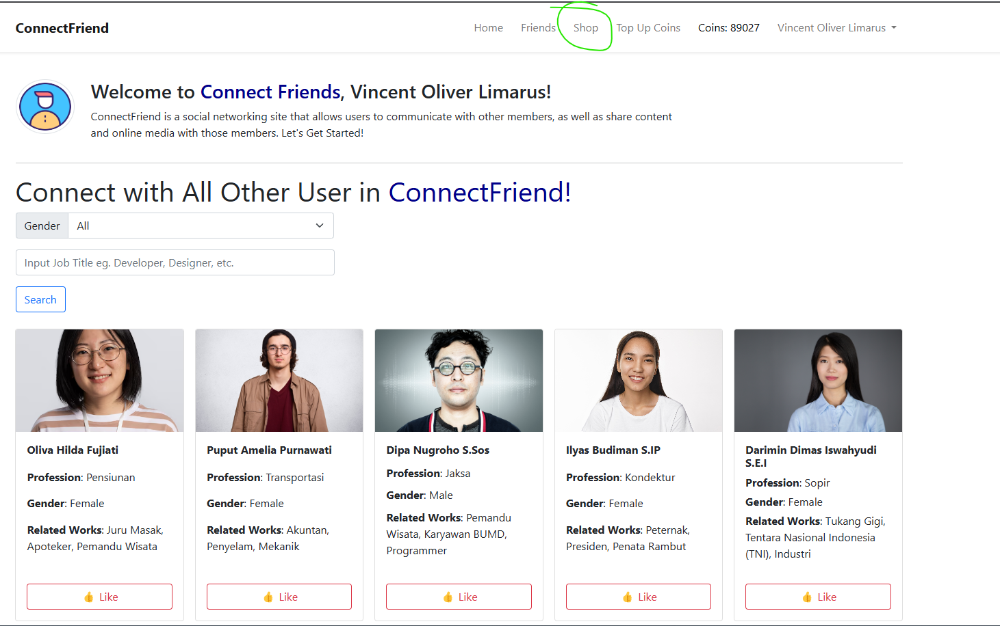 ConnectFriend
Home Friends Shop Top Up Coins Coins: 89027 Vincent Oliver Limarus
Welcome to Connect Friends, Vincent Oliver Limarus!
ConnectFriend is a social networking site that allows users to communicate with other members, as well as share content
and online media with those members. Let's Get Started!
Connect with All Other User in ConnectFriend!
Gender All
Input Job Title eg. Developer, Designer, etc.
Search
Oliva Hilda Fujiati
Profession: Pensiunan
Gender: Female
Related Works: Juru Masak,
Apoteker, Pemandu Wisata
👍 Like
Puput Amelia Purnawati
Profession: Transportasi
Gender: Female
Related Works: Akuntan,
Penyelam, Mekanik
👍 Like
Dipa Nugroho S.Sos
Profession: Jaksa
Gender: Male
Related Works: Pemandu
Wisata, Karyawan BUMD,
Programmer
👍 Like
Ilyas Budiman S.IP
Profession: Kondektur
Gender: Female
Related Works: Peternak,
Presiden, Penata Rambut
👍 Like
Darimin Dimas Iswahyudi
S.E.I
Profession: Sopir
Gender: Female
Related Works: Tukang Gigi,
Tentara Nasional Indonesia
(TNI), Industri
👍 Like